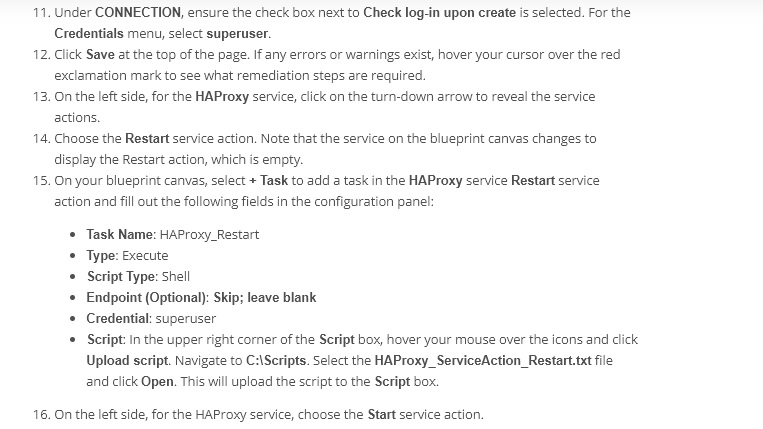 11. Under CONNECTION, ensure the check box next to Check log-in upon create is selected. For the
Credentials menu, select superuser.
12. Click Save at the top of the page. If any errors or warnings exist, hover your cursor over the red
exclamation mark to see what remediation steps are required.
13. On the left side, for the HAProxy service, click on the turn-down arrow to reveal the service
actions.
14. Choose the Restart service action. Note that the service on the blueprint canvas changes to
display the Restart action, which is empty.
15. On your blueprint canvas, select + Task to add a task in the HAProxy service Restart service
action and fill out the following fields in the configuration panel:
• Task Name: HAProxy_Restart
• Type: Execute
• Script Type: Shell
• Endpoint (Optional): Skip; leave blank
• Credential: superuser
• Script: In the upper right corner of the Script box, hover your mouse over the icons and click
Upload script. Navigate to C:\Scripts. Select the HAProxy_ServiceAction_Restart.txt file
and click Open. This will upload the script to the Script box.
16. On the left side, for the HAProxy service, choose the Start service action.